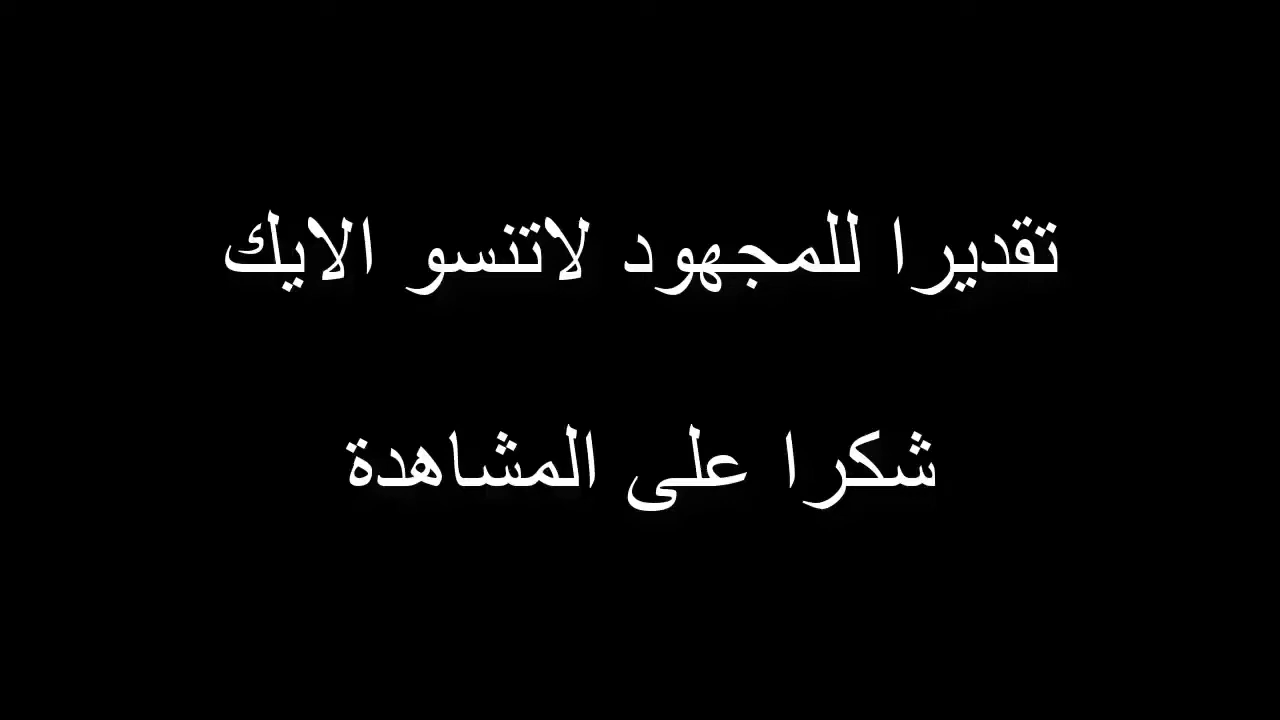 تقديرا للمجهود لاتنسو الايك
شكرا على المشاهدة